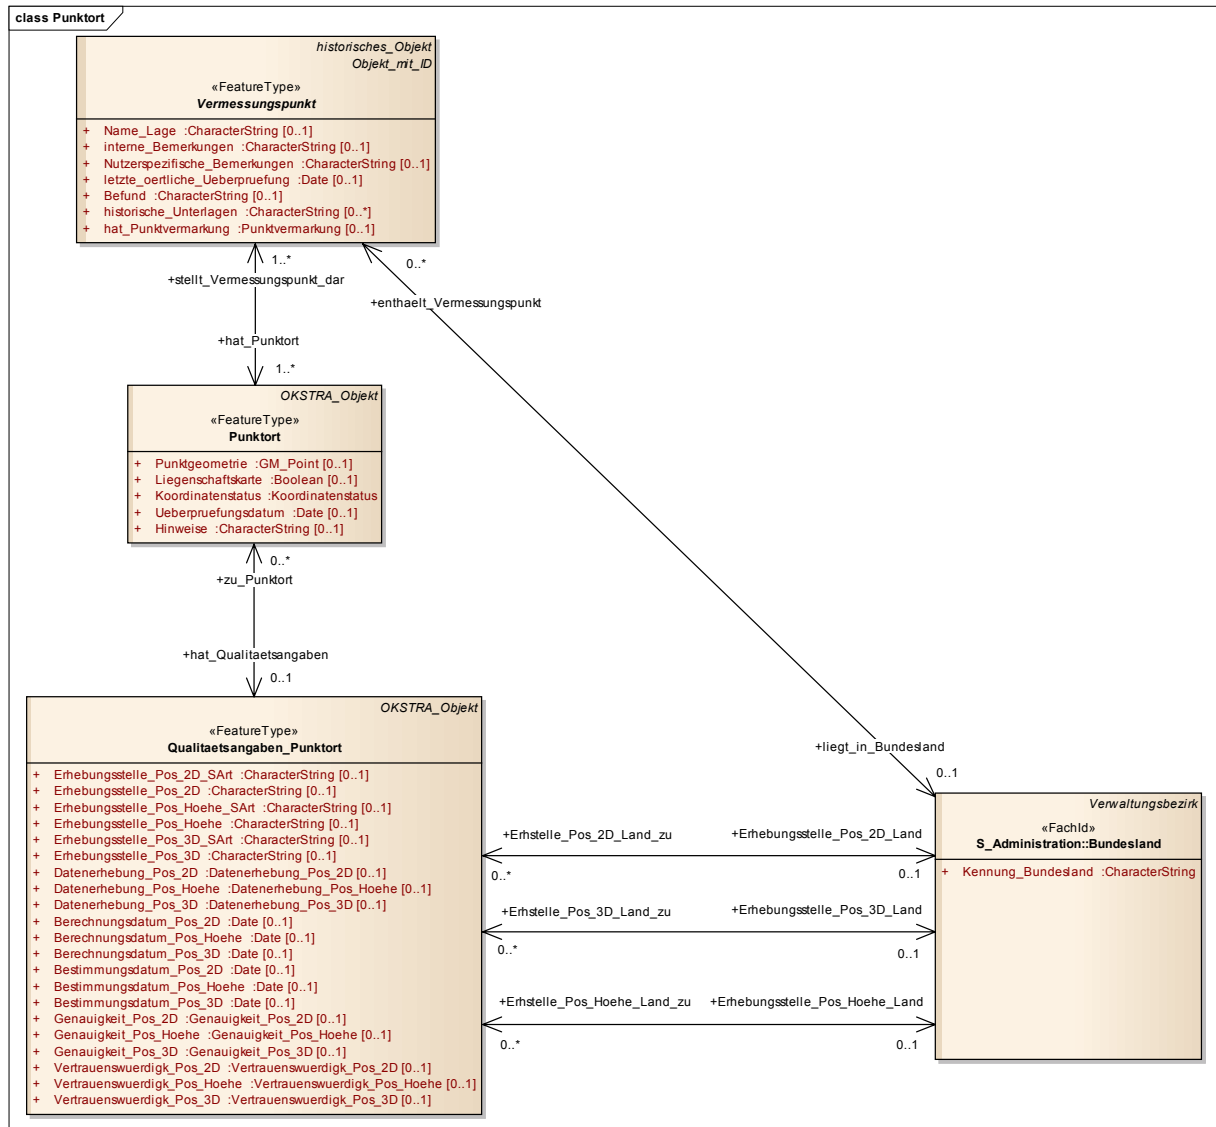 class Punktort
historisches_Objekt
Objekt_mit_ID
«FeatureType»
Vermessungspunkt
+ Name_Lage :CharacterString [0..1]
+ interne_Bemerkungen :CharacterString [0..1]
+ Nutzerspezifische_Bemerkungen :CharacterString [0..1]
+ letzte_oertliche_Ueberpruefung :Date [0..1]
+ Befund :CharacterString [0..1]
+ historische_Unterlagen :CharacterString [0..*]
+ hat_Punktvermarkung :Punktvermarkung [0..1]
1..*
+stellt_Vermessungspunkt_dar
0..*
+enthaelt_Vermessungspunkt
+hat_Punktort
1..*
OKSTRA_Objekt
«FeatureType»
Punktort
+ Punktgeometrie :GM_Point [0..1]
+ Liegenschaftskarte :Boolean [0..1]
+ Koordinatenstatus :Koordinatenstatus
+ Ueberpruefungsdatum :Date [0..1]
+ Hinweise :CharacterString [0..1]
0..*
+zu_Punktort
+hat_Qualitaetsangaben
0..1
OKSTRA_Objekt
«FeatureType»
Qualitaetsangaben_Punktort
+ Erhebungsstelle_Pos_2D_SArt :CharacterString [0..1]
+ Erhebungsstelle_Pos_2D :CharacterString [0..1]
+ Erhebungsstelle_Pos_Hoehe_SArt :CharacterString [0..1]
+ Erhebungsstelle_Pos_Hoehe :CharacterString [0..1]
+ Erhebungsstelle_Pos_3D_SArt :CharacterString [0..1]
+ Erhebungsstelle_Pos_3D :CharacterString [0..1]
+ Datenerhebung_Pos_2D :Datenerhebung_Pos_2D [0..1]
+ Datenerhebung_Pos_Hoehe :Datenerhebung_Pos_Hoehe [0..1]
+ Datenerhebung_Pos_3D :Datenerhebung_Pos_3D [0..1]
+ Berechnungsdatum_Pos_2D :Date [0..1]
+ Berechnungsdatum_Pos_Hoehe :Date [0..1]
+ Berechnungsdatum_Pos_3D :Date [0..1]
+ Bestimmungsdatum_Pos_2D :Date [0..1]
+ Bestimmungsdatum_Pos_Hoehe :Date [0..1]
+ Bestimmungsdatum_Pos_3D :Date [0..1]
+ Genauigkeit_Pos_2D :Genauigkeit_Pos_2D [0..1]
+ Genauigkeit_Pos_Hoehe :Genauigkeit_Pos_Hoehe [0..1]
+ Genauigkeit_Pos_3D :Genauigkeit_Pos_3D [0..1]
+ Vertrauenswuerdigk_Pos_2D :Vertrauenswuerdigk_Pos_2D [0..1]
+ Vertrauenswuerdigk_Pos_Hoehe :Vertrauenswuerdigk_Pos_Hoehe [0..1]
+ Vertrauenswuerdigk_Pos_3D :Vertrauenswuerdigk_Pos_3D [0..1]
+liegt_in_Bundesland
0..1
Verwaltungsbezirk
«FachId»
S_Administration::Bundesland
+ Kennung_Bundesland :CharacterString
+Erhstelle_Pos_2D_Land_zu
+Erhebungsstelle_Pos_2D_Land
0..*
0..1
+Erhstelle_Pos_3D_Land_zu
+Erhebungsstelle_Pos_3D_Land
0..*
0..1
+Erhstelle_Pos_Hoehe_Land_zu
+Erhebungsstelle_Pos_Hoehe_Land
0..*
0..1